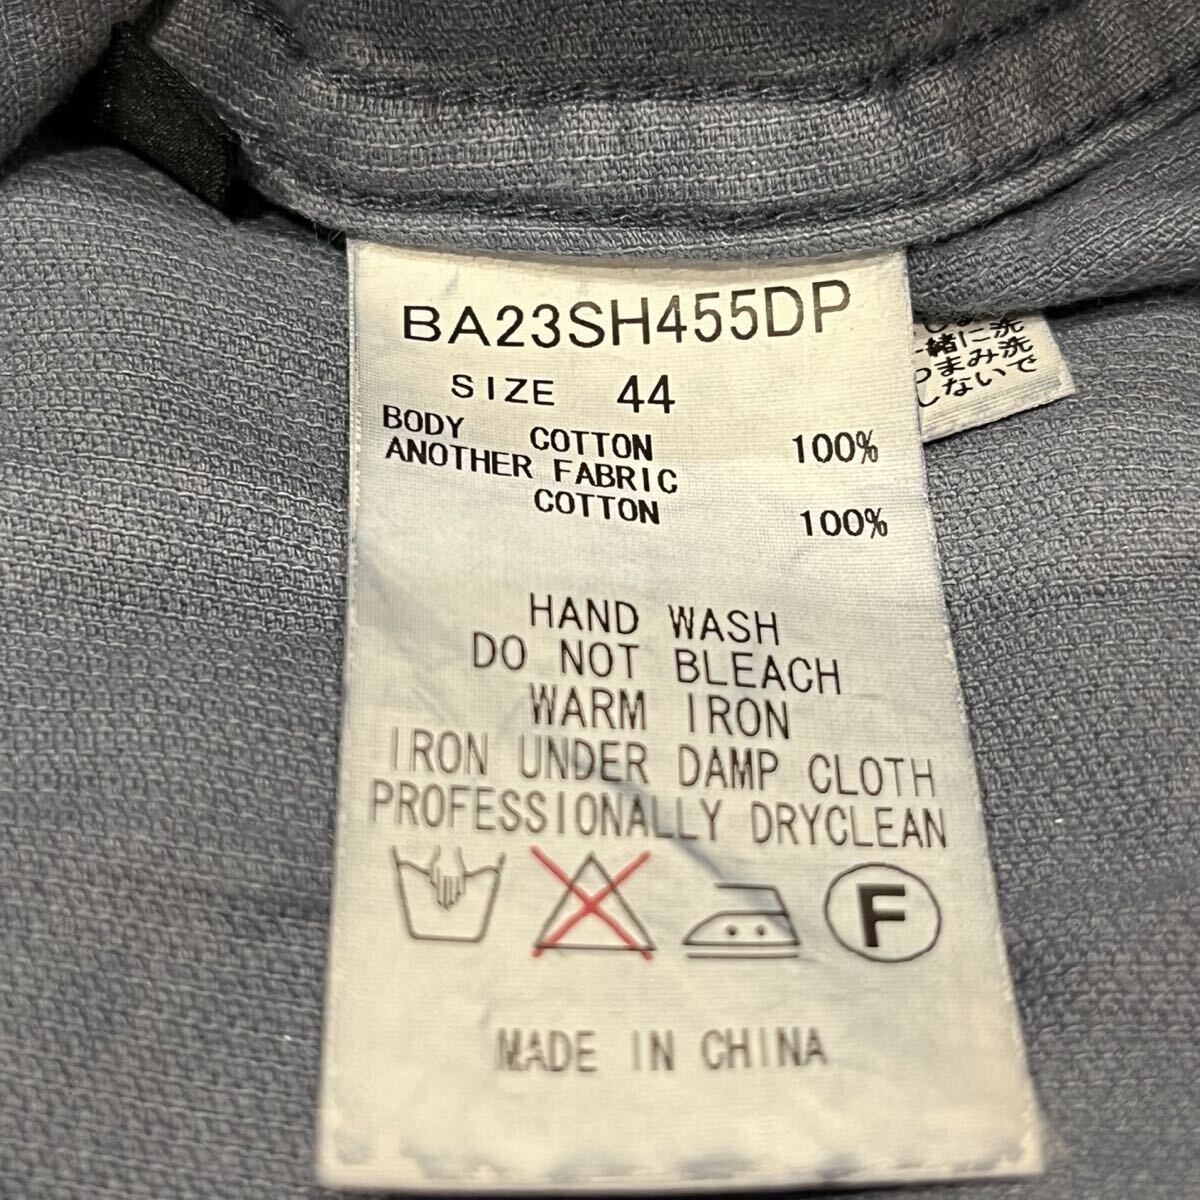 BA23SH455DP
SIZE 44
BODY COTTON 100%
ANOTHER FABRIC
COTTON 100%
HAND WASH
DO NOT BLEACH
WARM IRON
IRON UNDER DAMP CLOTH
PROFESSIONALLY DRYCLEAN
F
MADE IN CHINA
緒に洗
つまみ洗
しないで